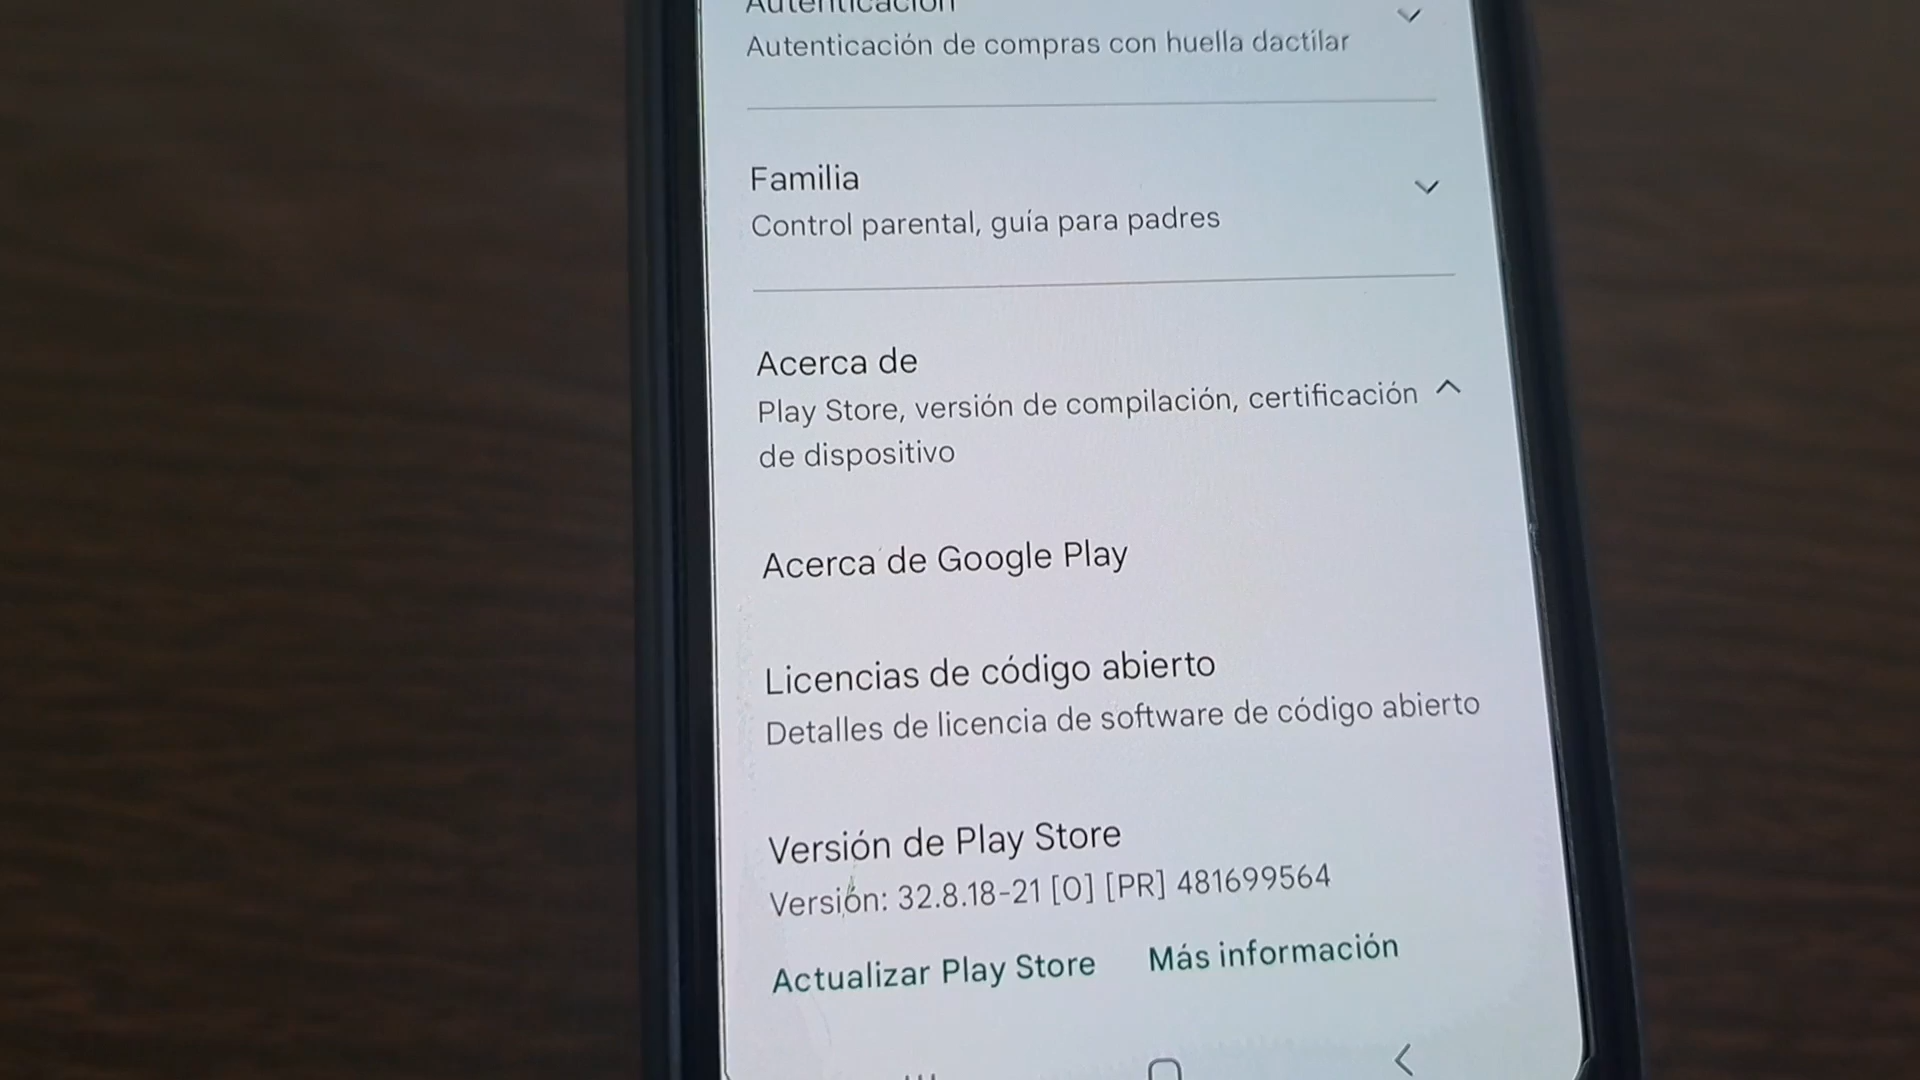 Autenticación
Autenticación de compras con huella dactilar
Familia
Control parental, guía para padres
Acerca de
Play Store, versión de compilación, certificación
de dispositivo
Acerca de Google Play
Licencias de código abierto
Detalles de licencia de software de código abierto
Versión de Play Store
Versión: 32.8.18-21 [0] [PR] 481699564
Actualizar Play Store Más información